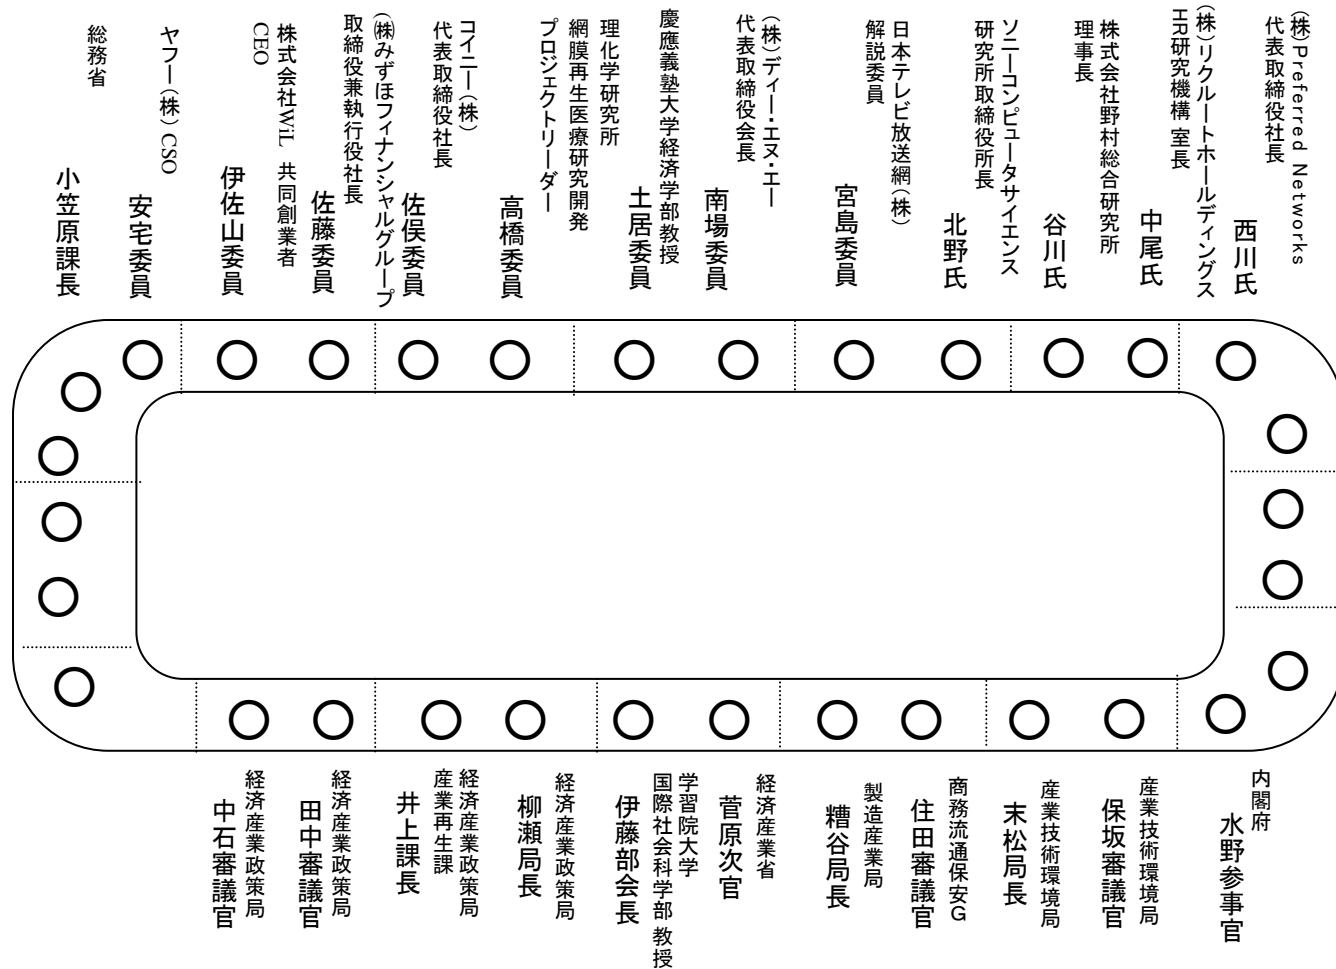 (株)Preferred Networks
代表取締役社長
西川氏
(株)リクルートホールディングス
HR研究機構 室長
中尾氏
株式会社野村総合研究所
理事長
谷川氏
ソニーコンピュータサイエンス
研究所取締役所長
北野氏
日本テレビ放送網(株)
解説委員
宮島委員
(株)ディー・エヌ・エー
代表取締役会長
南場委員
慶應義塾大学経済学部教授
土居委員
理化学研究所
網膜再生医療研究開発
プロジェクトリーダー
高橋委員
コイニー(株)
代表取締役社長
佐俣委員
(株)みずほフィナンシャルグループ
取締役兼執行役社長
佐藤委員
株式会社WiL 共同創業者
CEO
伊佐山委員
ヤフー(株)CSO
安宅委員
総務省
小笠原課長
内閣府
水野参事官
産業技術環境局
保坂審議官
産業技術環境局
末松局長
商務流通保安G
住田審議官
製造産業局
糟谷局長
経済産業省
菅原次官
学習院大学
国際社会科学部 教授
伊藤部会長
経済産業政策局
柳瀬局長
経済産業政策局
産業再生課
井上課長
経済産業政策局
田中審議官
経済産業政策局
中石審議官